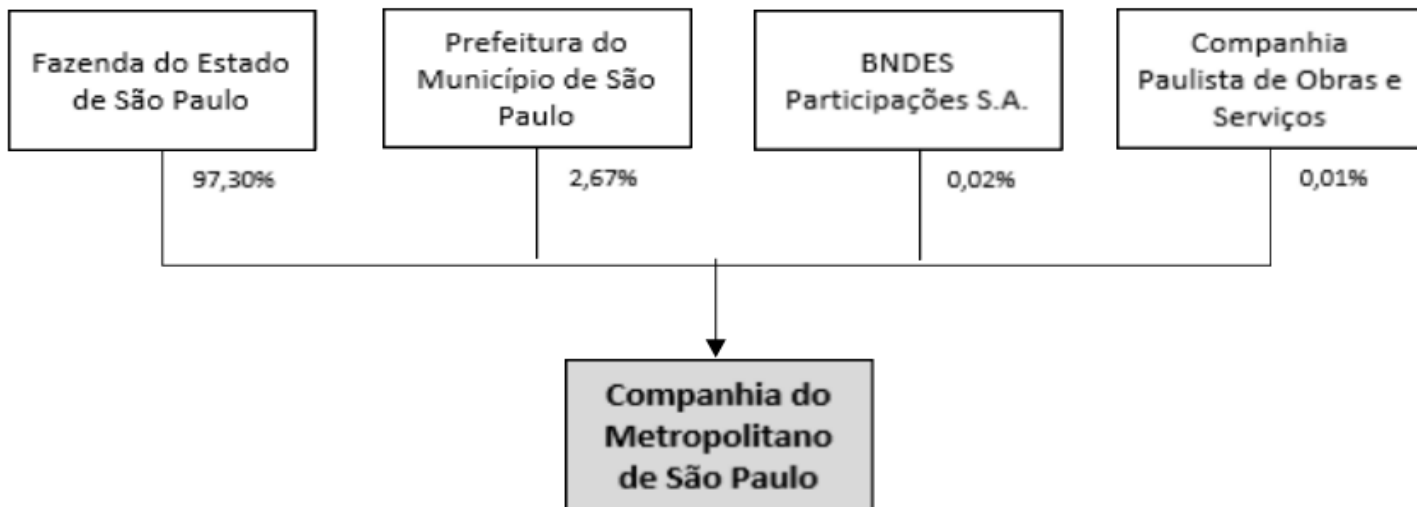 Fazenda do Estado
de São Paulo
Prefeitura do
Município de São
Paulo
BNDES
Participações S.A.
Companhia
Paulista de Obras e
Serviços
97,30%
2,67%
0,02%
0,01%
Companhia do
Metropolitano
de São Paulo